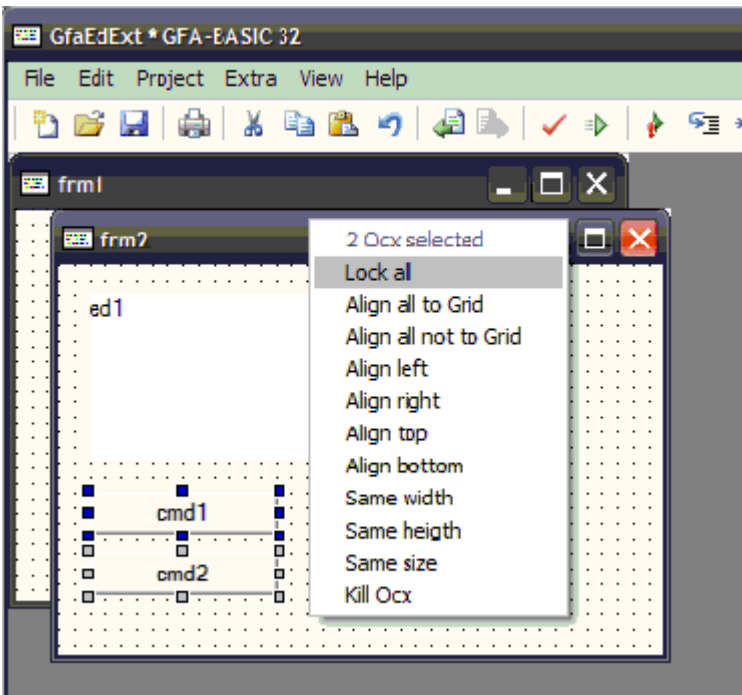 GfaEdExt * GFA-BASIC 32
File Edit Project Extra View Help
frm1
frm2
2 Ocx selected
Lock all
Align all to Grid
Align all not to Grid
Align left
Align right
Align top
Align bottom
Same width
Same heigth
Same size
Kill Ocx
ed1
cmd1
cmd2